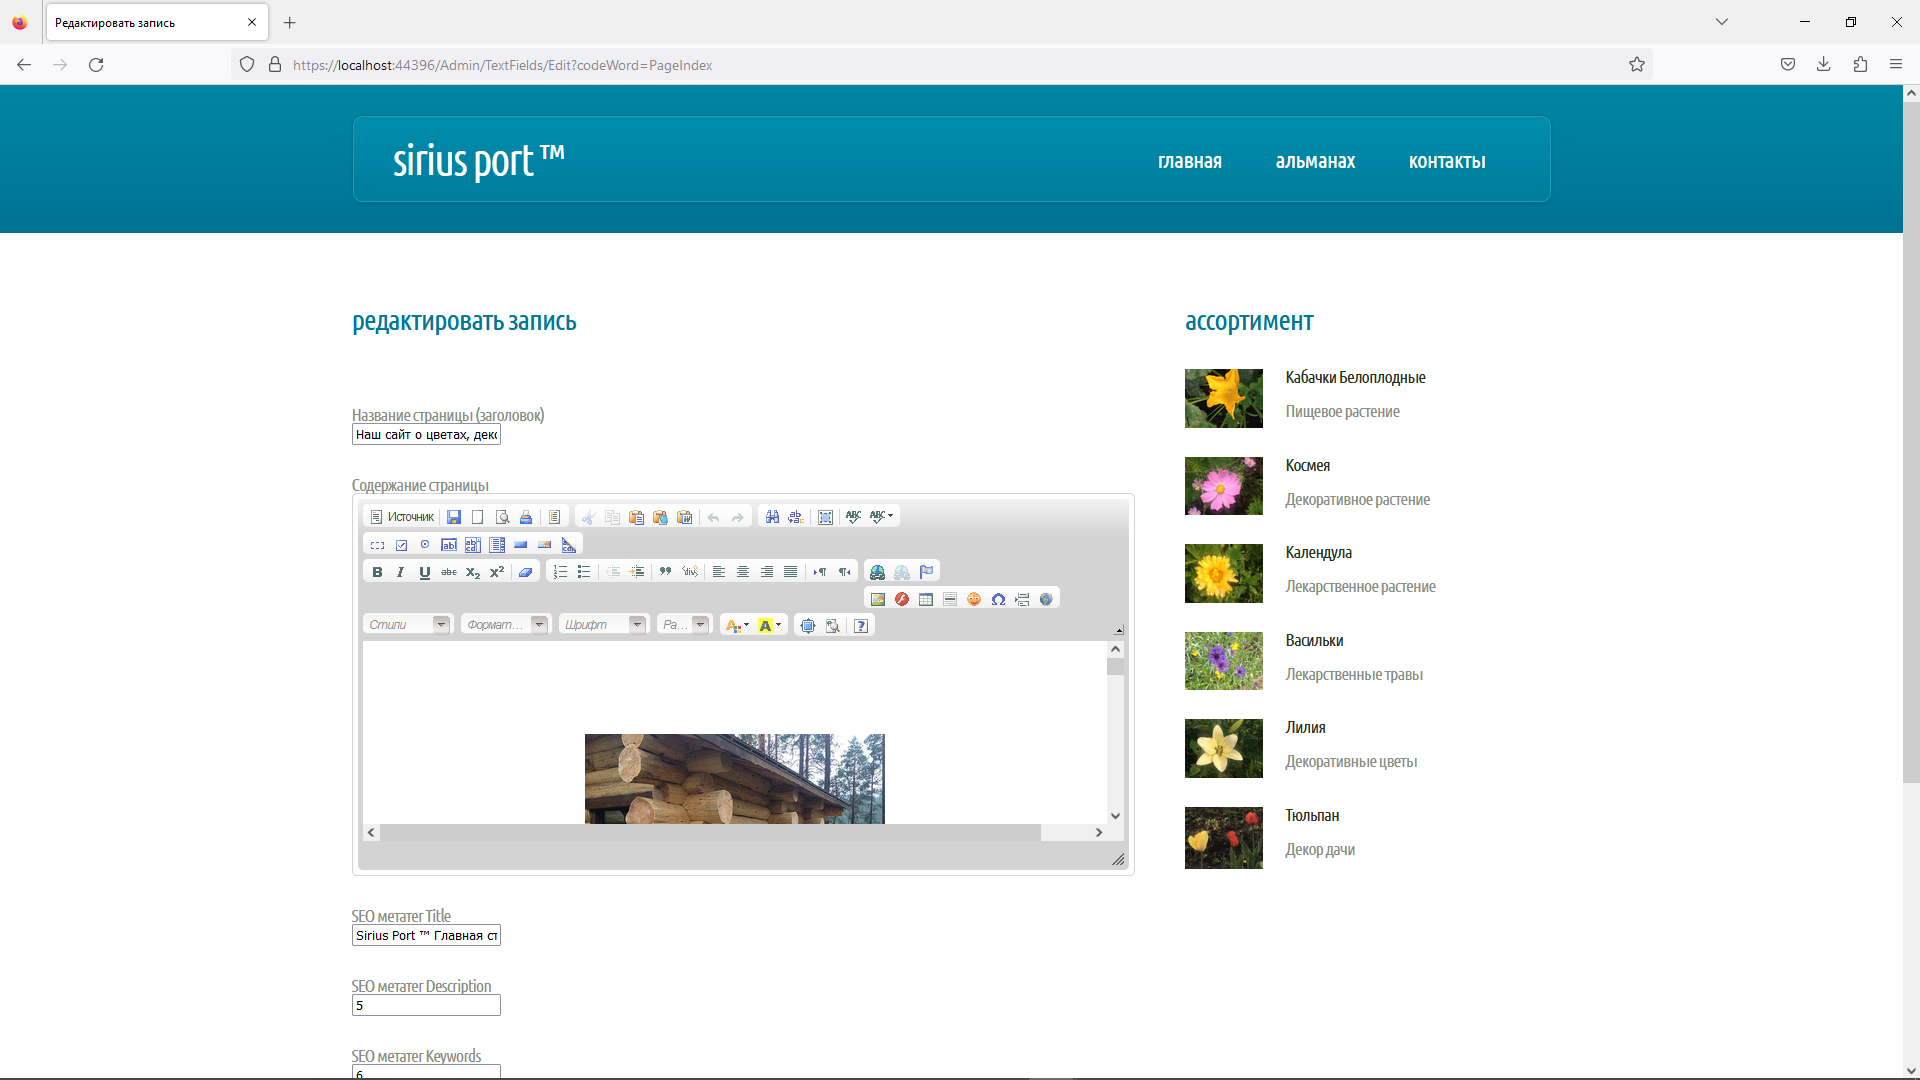 Редактировать запись
https://localhost:44396/Admin/TextFields/Edit?codeWord=PageIndex
sirius port ™
главная
альманах
контакты
редактировать запись
Название страницы (заголовок)
Наш сайт о цветах, деко
Содержание страницы
Источник
Стили
Формат...
Шрифт
Ра...
SEO метатег Title
Sirius Port ™ Главная ст
SEO метатег Description
5
SEO метатег Keywords
6
ассортимент
Кабачки Белоплодные
Пищевое растение
Космея
Декоративное растение
Календула
Лекарственное растение
Васильки
Лекарственные травы
Лилия
Декоративные цветы
Тюльпан
Декор дачи